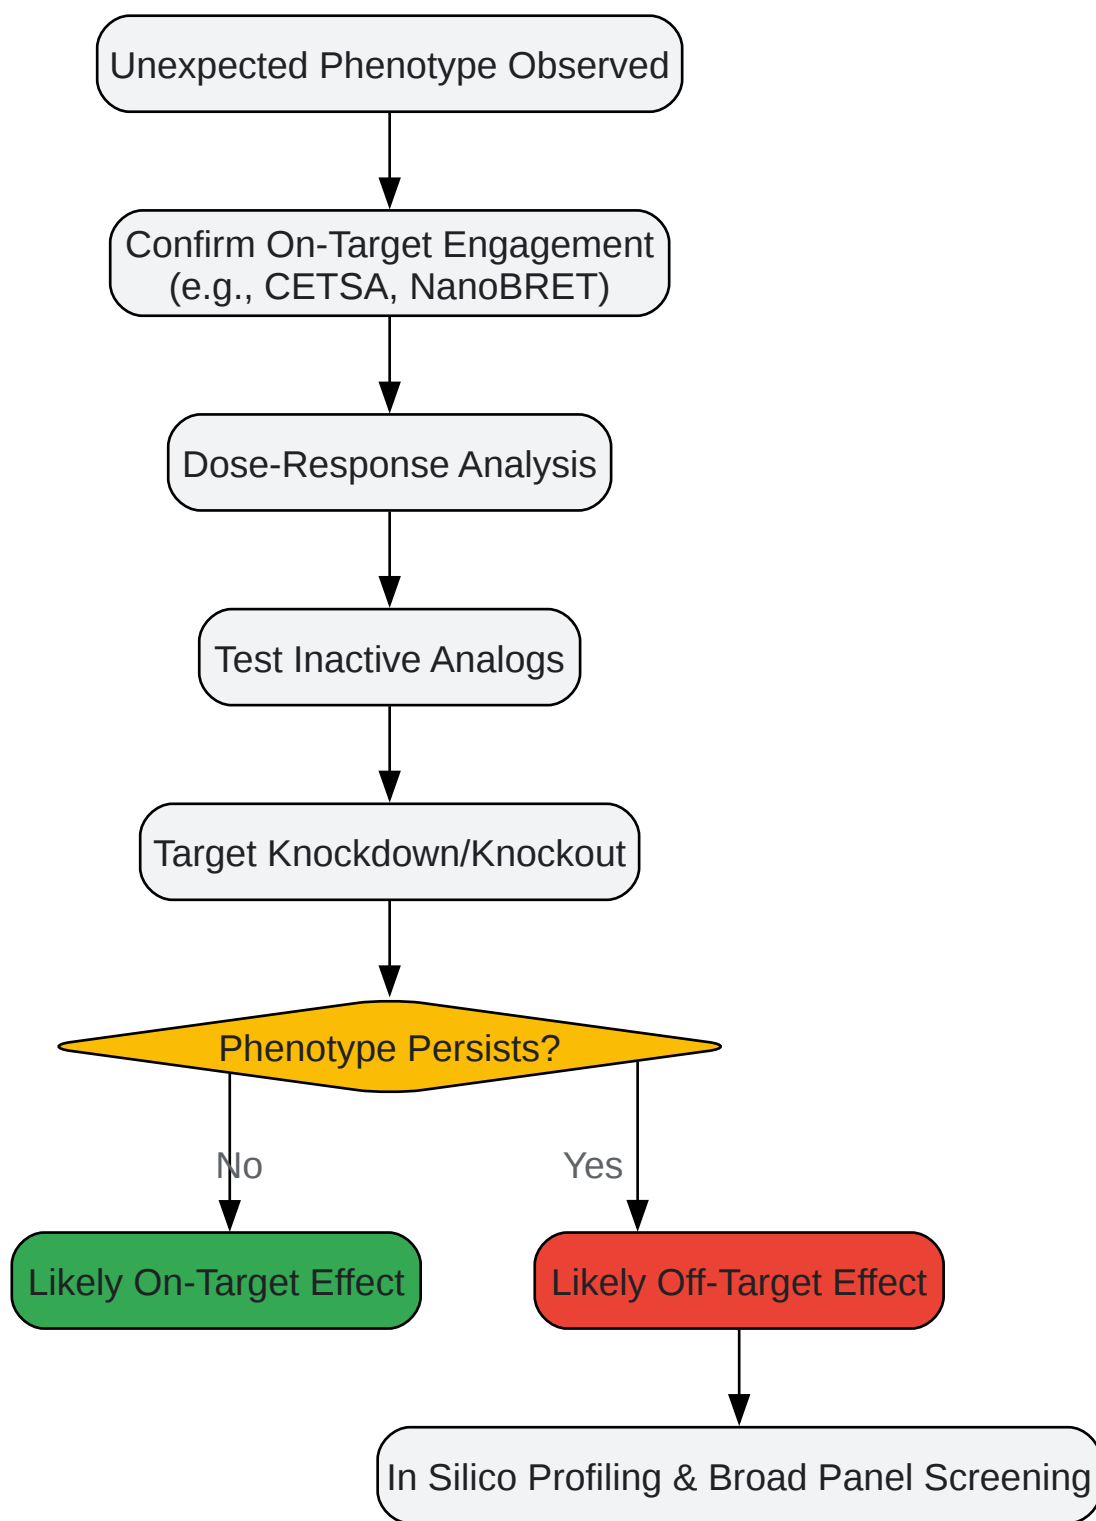 Unexpected Phenotype Observed
Confirm On-Target Engagement
(e.g., CETSA, NanoBRET)
Dose-Response Analysis
Test Inactive Analogs
Target Knockdown/Knockout
Phenotype Persists?
No
Yes
Likely On-Target Effect
Likely Off-Target Effect
In Silico Profiling & Broad Panel Screening